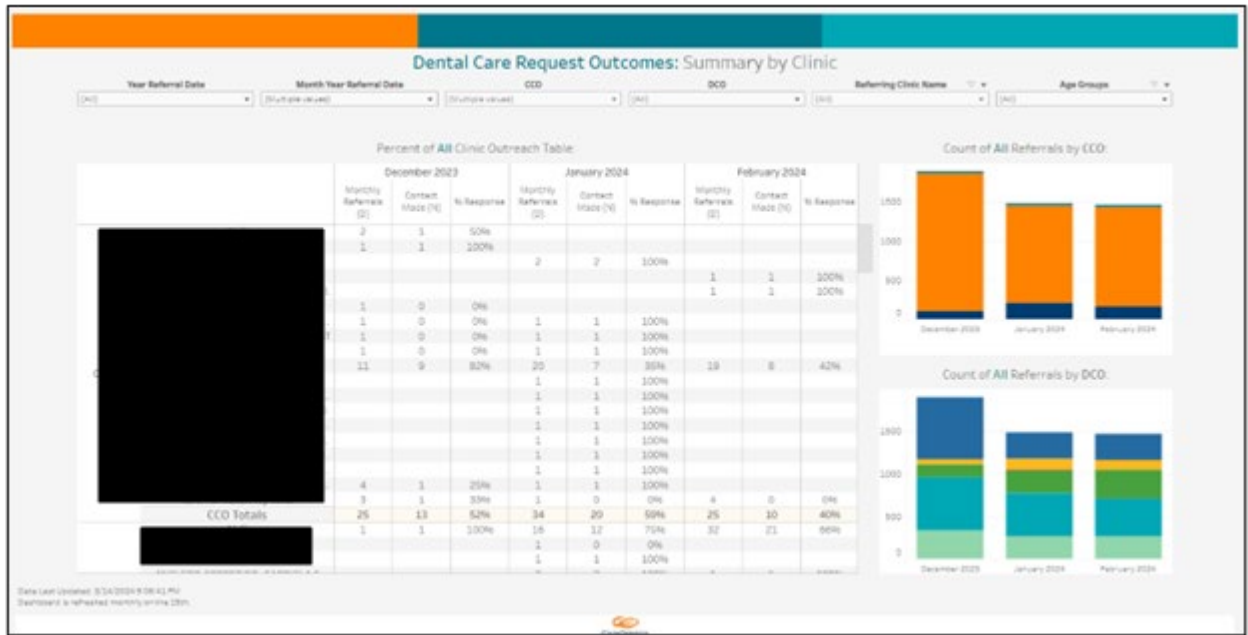 Dental Care Request Outcomes: Summary by Clinic
Year Referral Date Month Year Referral Date CCO DCO Referring Clinic Name Age Groups
(All) (Multiple values) (Multiple values) (All) (All) (All)
Percent of All Clinic Outreach Table:
December 2023 January 2024 February 2024
Monthly Referrals (D) Contact Made (N) % Response Monthly Referrals (D) Contact Made (N) % Response Monthly Referrals (D) Contact Made (N) % Response
2 1 50%
1 1 100%
2 2 100%
1 1 100%
1 1 100%
1 0 0%
1 0 0% 1 1 100%
1 0 0% 1 1 100%
1 0 0% 1 1 100%
11 9 82% 20 7 35% 19 8 42%
1 1 100%
1 1 100%
1 1 100%
1 1 100%
1 1 100%
1 1 100%
1 1 100%
4 1 25% 1 1 100%
3 1 33% 1 0 0% 4 0 0%
CCO Totals 25 13 52% 34 20 59% 25 10 40%
1 1 100% 16 12 75% 32 21 66%
1 0 0%
1 1 100%
Count of All Referrals by CCO:
1500
1000
500
0
December 2023 January 2024 February 2024
Count of All Referrals by DCO:
1500
1000
500
0
December 2023 January 2024 February 2024
Data Last Updated:
Dashboard is refreshed monthly on the 15th.